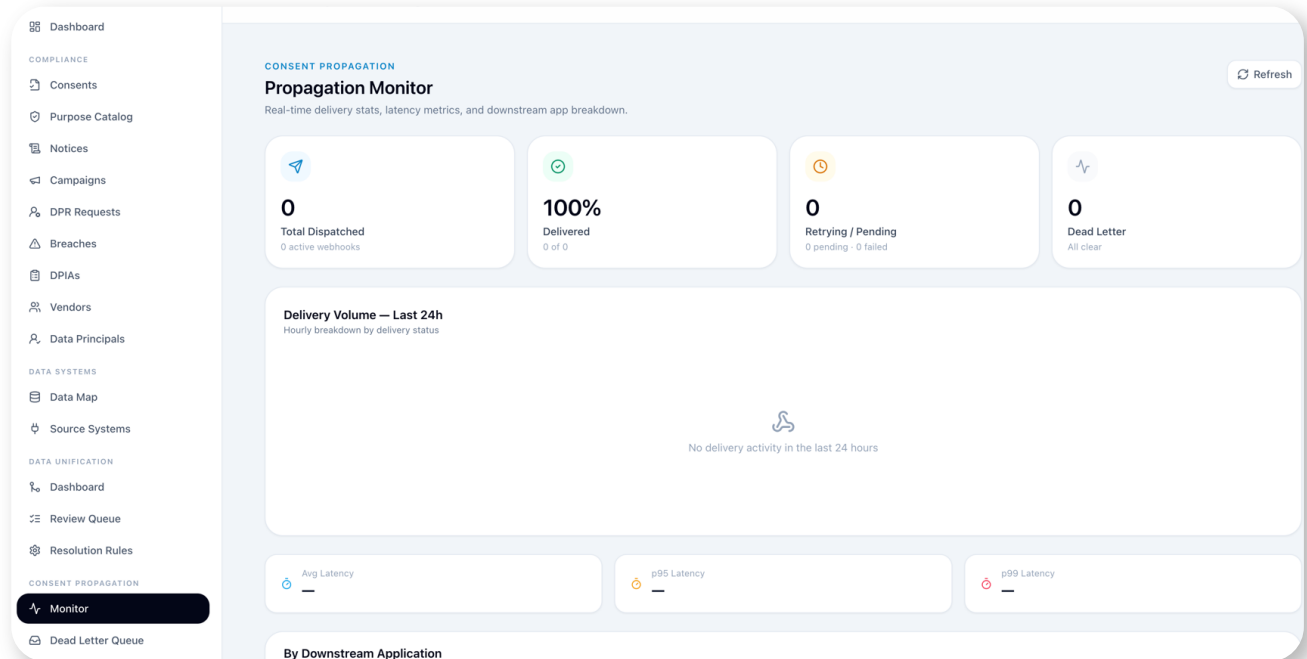 Dashboard
COMPLIANCE
Consents
Purpose Catalog
Notices
Campaigns
DPR Requests
Breaches
DPIAs
Vendors
Data Principals
DATA SYSTEMS
Data Map
Source Systems
DATA UNIFICATION
Dashboard
Review Queue
Resolution Rules
CONSENT PROPAGATION
Monitor
Dead Letter Queue
CONSENT PROPAGATION
Propagation Monitor
Real-time delivery stats, latency metrics, and downstream app breakdown.
Refresh
0
Total Dispatched
0 active webhooks
100%
Delivered
0 of 0
0
Retrying / Pending
0 pending · 0 failed
0
Dead Letter
All clear
Delivery Volume — Last 24h
Hourly breakdown by delivery status
No delivery activity in the last 24 hours
Avg Latency
—
p95 Latency
—
p99 Latency
—
By Downstream Application